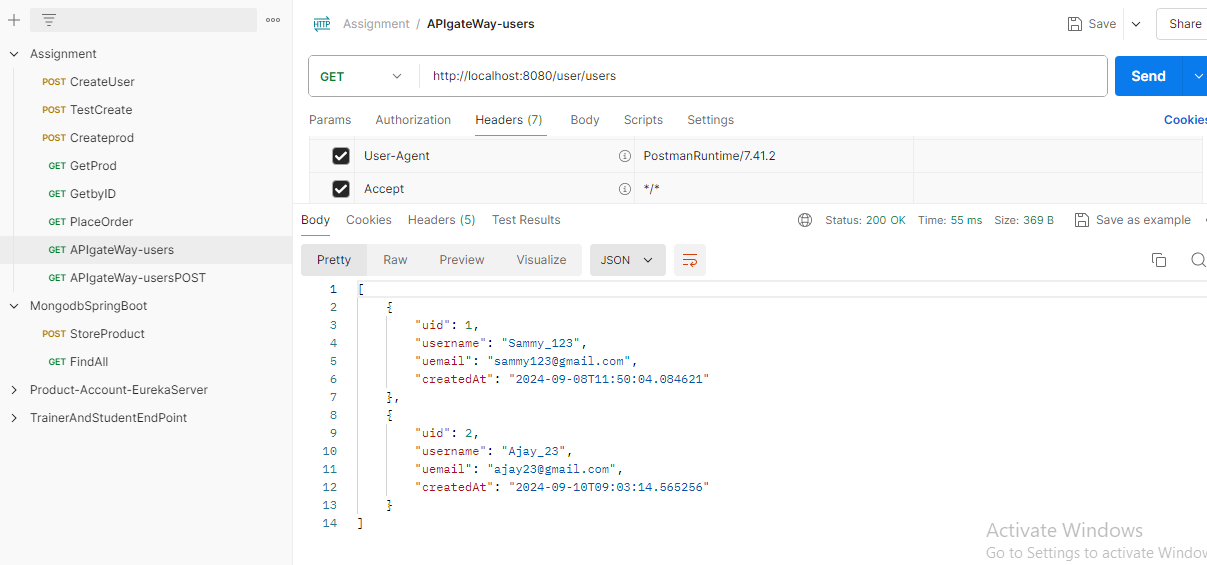 HTTP Assignment / APIgateWay-users Save Share
Assignment
POST CreateUser
POST TestCreate
POST Createprod
GET GetProd
GET GetbyID
GET PlaceOrder
GET APIgateWay-users
GET APIgateWay-usersPOST
MongodbSpringBoot
POST StoreProduct
GET FindAll
Product-Account-EurekaServer
TrainerAndStudentEndPoint
GET http://localhost:8080/user/users Send
Params Authorization Headers (7) Body Scripts Settings Cookies
User-Agent PostmanRuntime/7.41.2
Accept */*
Body Cookies Headers (5) Test Results Status: 200 OK Time: 55 ms Size: 369 B Save as example
Pretty Raw Preview Visualize JSON
1 [
2 {
3 "uid": 1,
4 "username": "Sammy_123",
5 "uemail": "sammy123@gmail.com",
6 "createdAt": "2024-09-08T11:50:04.084621"
7 },
8 {
9 "uid": 2,
10 "username": "Ajay_23",
11 "uemail": "ajay23@gmail.com",
12 "createdAt": "2024-09-10T09:03:14.565256"
13 }
14 ]
Activate Windows
Go to Settings to activate Windows